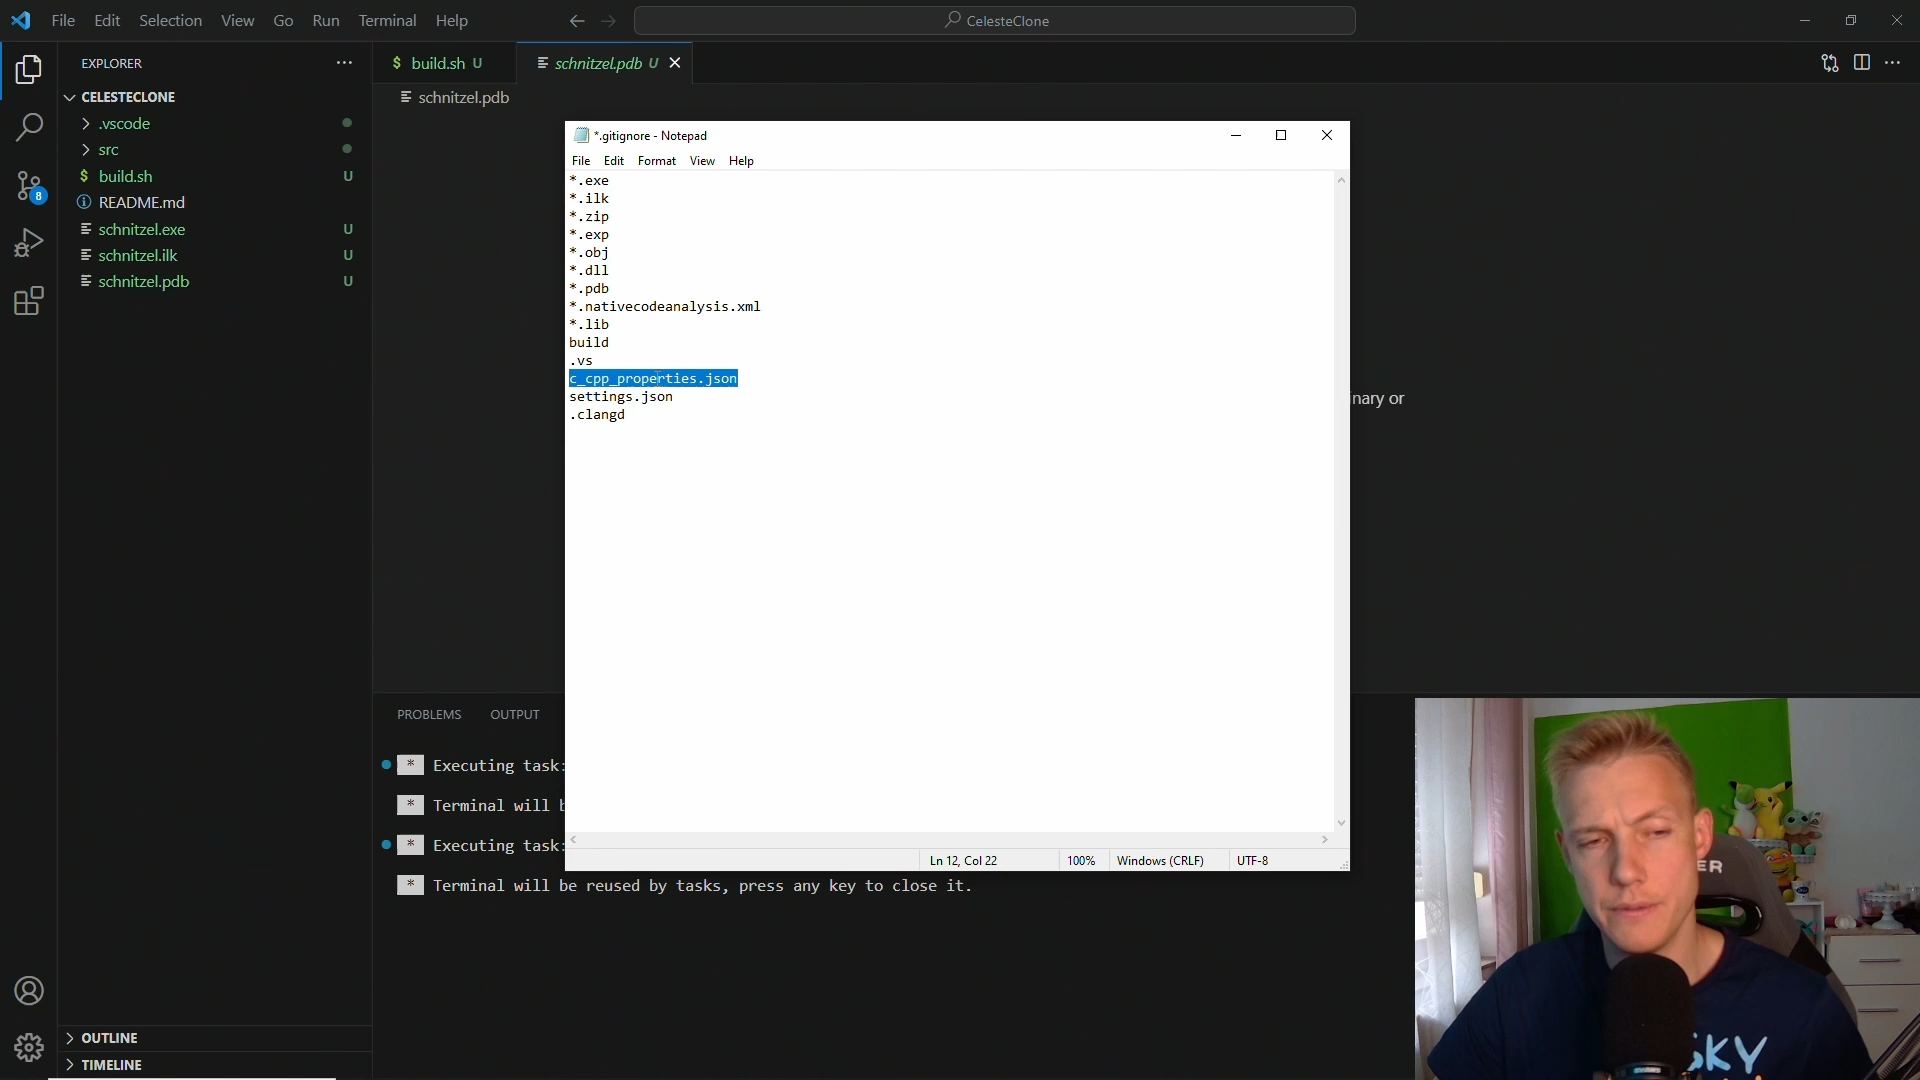 File Edit Selection View Go Run Terminal Help
CelesteClone
EXPLORER
CELESTECLONE
.vscode
src
build.sh U
README.md
schnitzel.exe U
schnitzel.ilk U
schnitzel.pdb U
8
OUTLINE
TIMELINE
$ build.sh U
schnitzel.pdb U
schnitzel.pdb
*.gitignore - Notepad
File Edit Format View Help
*.exe
*.ilk
*.zip
*.exp
*.obj
*.dll
*.pdb
*.nativecodeanalysis.xml
*.lib
build
.vs
c_cpp_properties.json
settings.json
.clangd
Ln 12, Col 22 100% Windows (CRLF) UTF-8
inary or
PROBLEMS OUTPUT
* Executing task:
* Terminal will b
* Executing task:
* Terminal will be reused by tasks, press any key to close it.
ER
SKY